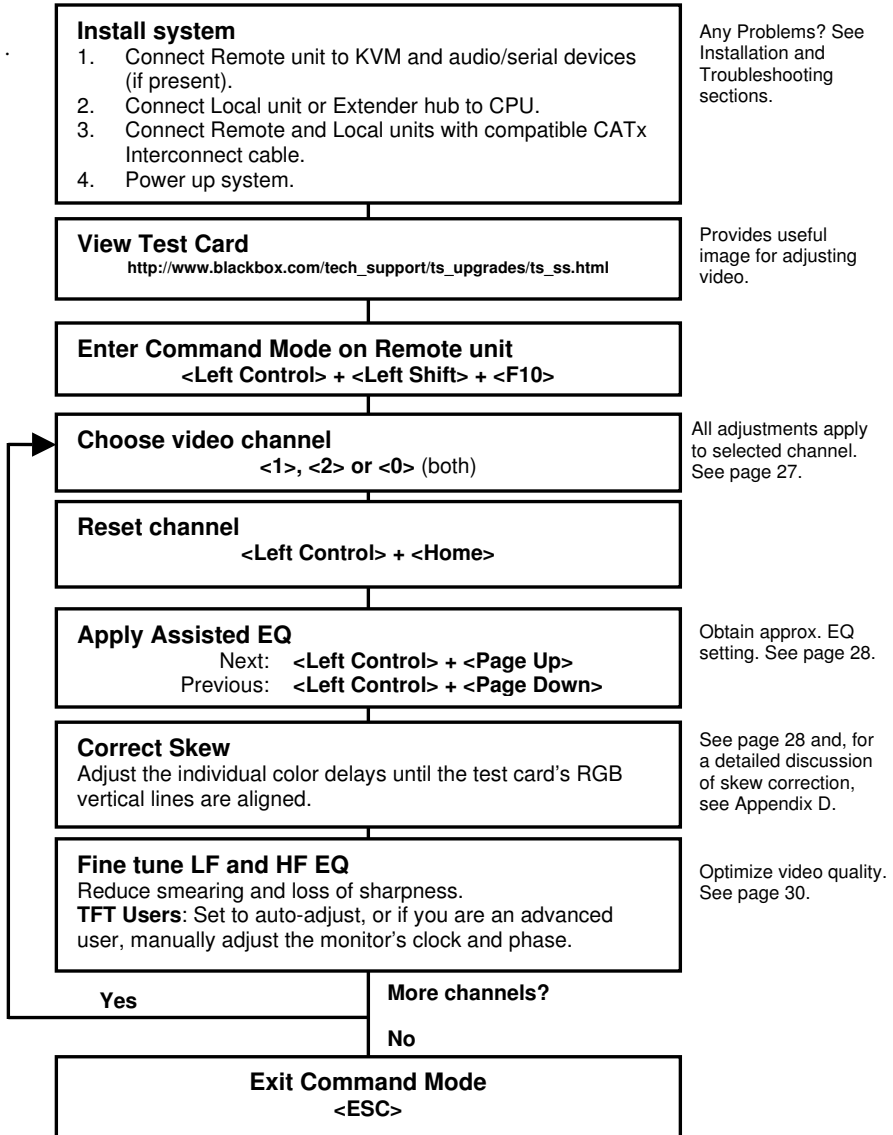 Install system
1. Connect Remote unit to KVM and audio/serial devices
(if present).
2. Connect Local unit or Extender hub to CPU.
3. Connect Remote and Local units with compatible CATx
Interconnect cable.
4. Power up system.
Any Problems? See
Installation and
Troubleshooting
sections.
.
View Test Card
http://www.blackbox.com/tech_support/ts_upgrades/ts_ss.html
Provides useful
image for adjusting
video.
Enter Command Mode on Remote unit
<Left Control> + <Left Shift> + <F10>
Choose video channel
<1>, <2> or <0> (both)
All adjustments apply
to selected channel.
See page 27.
Reset channel
<Left Control> + <Home>
Apply Assisted EQ
Next: <Left Control> + <Page Up>
Previous: <Left Control> + <Page Down>
Obtain approx. EQ
setting. See page 28.
Correct Skew
Adjust the individual color delays until the test card's RGB
vertical lines are aligned.
See page 28 and, for
a detailed discussion
of skew correction,
see Appendix D.
Fine tune LF and HF EQ
Reduce smearing and loss of sharpness.
TFT Users: Set to auto-adjust, or if you are an advanced
user, manually adjust the monitor's clock and phase.
Optimize video quality.
See page 30.
Yes
More channels?
No
Exit Command Mode
<ESC>